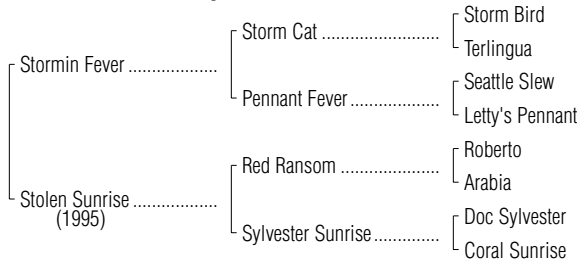 Storm Bird
Storm Cat ........................
Terlingua
Stormin Fever ..................
Seattle Slew
Pennant Fever ..................
Letty's Pennant
Roberto
Red Ransom ....................
Arabia
Stolen Sunrise .................
(1995)
Doc Sylvester
Sylvester Sunrise .............
Coral Sunrise